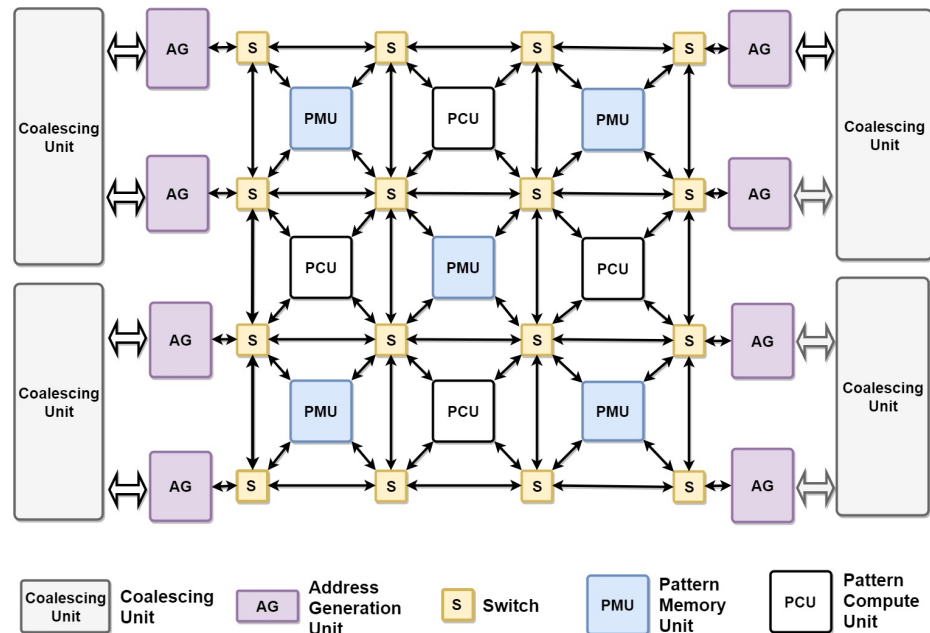 AG
S
S
S
S
AG
PMU
PCU
PMU
Coalescing
Unit
Coalescing
Unit
AG
S
S
S
S
AG
PCU
PMU
PCU
AG
S
S
S
S
AG
Coalescing
Unit
Coalescing
Unit
PMU
PCU
PMU
AG
S
S
S
S
AG
Coalescing
Unit
Coalescing
Unit
AG
Address
Generation
Unit
S
Switch
PMU
Pattern
Memory
Unit
PCU
Pattern
Compute
Unit